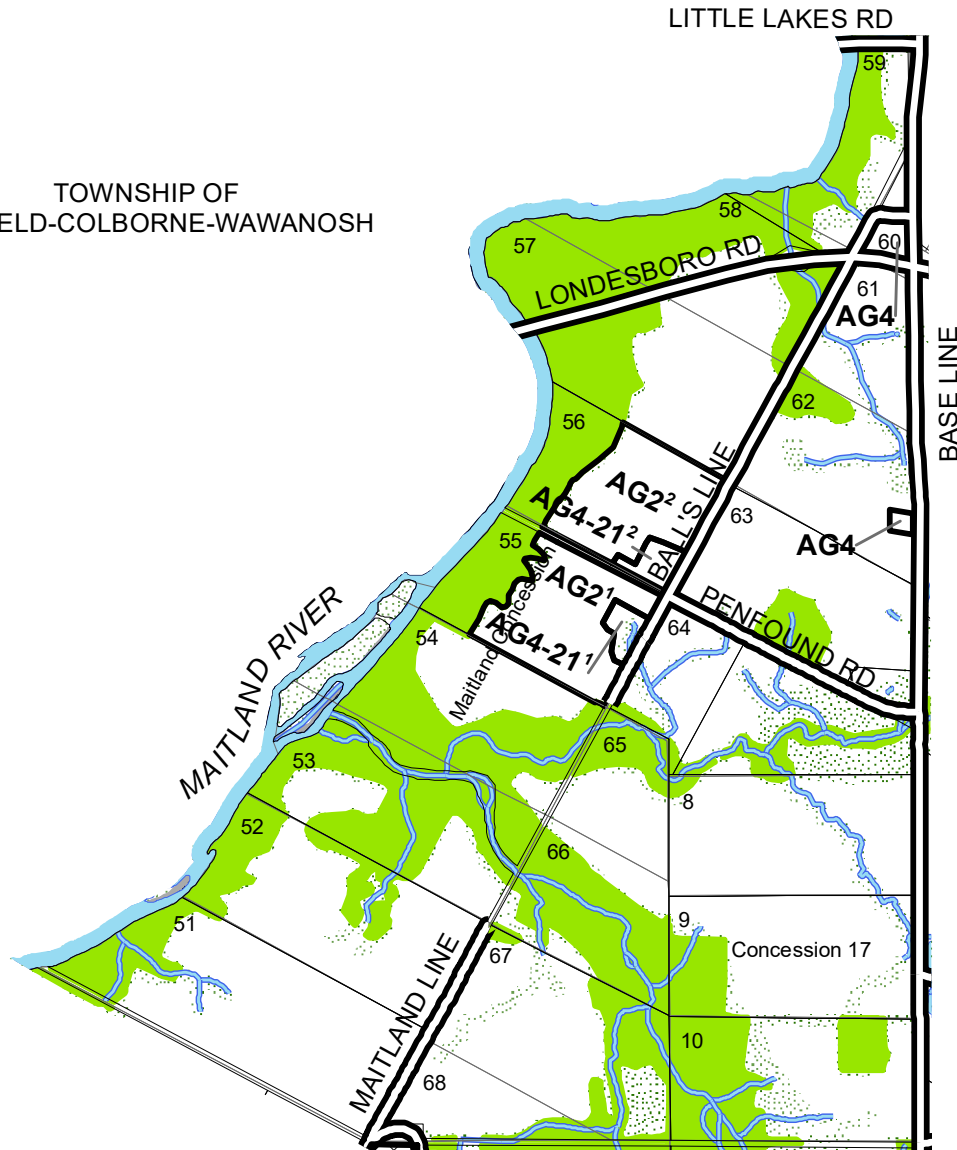 LITTLE LAKES RD
59
TOWNSHIP OF
ELD-COLBORNE-WAWANOSH
58
57
60
LONDESBORO RD
61
AG4
BASE LINE
62
56
AG2²
BALL'S LINE
AG4-21²
63
AG4
55
Maitland Concession
AG2¹
PENFOUND RD
MAITLAND RIVER
54
AG4-21¹
64
65
53
8
52
66
51
9
Concession 17
67
MAITLAND LINE
10
68